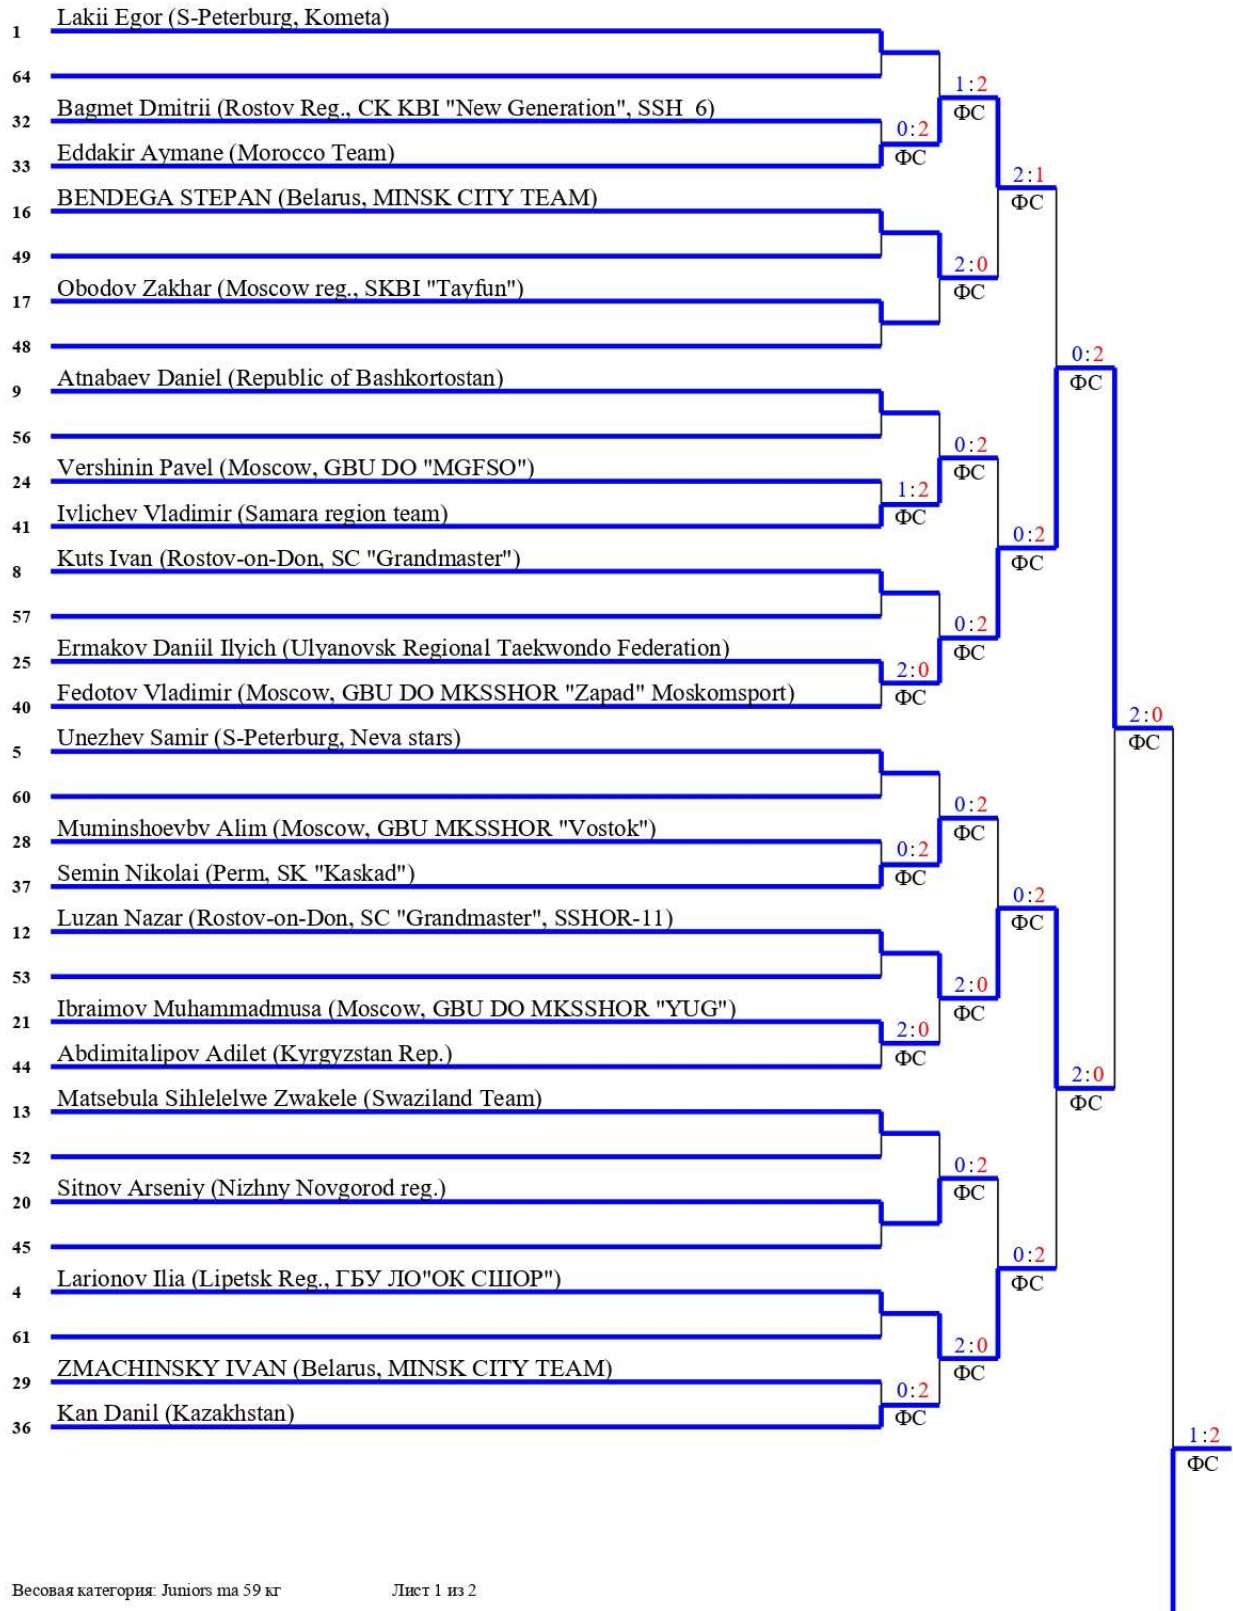 1 Lakii Egor (S-Peterburg, Kometa)
64
1:2
ФС
32 Bagmet Dmitrii (Rostov Reg., CK KBI "New Generation", SSH_6)
0:2
ФС
33 Eddakir Aymane (Morocco Team)
2:1
ФС
16 BENDEGA STEPAN (Belarus, MINSK CITY TEAM)
49
2:0
ФС
17 Obodov Zakhar (Moscow reg., SKBI "Tayfun")
48
0:2
ФС
9 Atnabaev Daniel (Republic of Bashkortostan)
56
0:2
ФС
24 Vershinin Pavel (Moscow, GBU DO "MGFSO")
1:2
ФС
41 Ivlichev Vladimir (Samara region team)
0:2
ФС
8 Kuts Ivan (Rostov-on-Don, SC "Grandmaster")
57
0:2
ФС
25 Ermakov Daniil Ilyich (Ulyanovsk Regional Taekwondo Federation)
2:0
ФС
40 Fedotov Vladimir (Moscow, GBU DO MKSSHOR "Zapad" Moskomsport)
2:0
ФС
5 Unezhev Samir (S-Peterburg, Neva stars)
60
0:2
ФС
28 Muminshoevbv Alim (Moscow, GBU MKSSHOR "Vostok")
0:2
ФС
37 Semin Nikolai (Perm, SK "Kaskad")
0:2
ФС
12 Luzan Nazar (Rostov-on-Don, SC "Grandmaster", SSHOR-11)
53
2:0
ФС
21 Ibraimov Muhammadmusa (Moscow, GBU DO MKSSHOR "YUG")
2:0
ФС
44 Abdimitalipov Adilet (Kyrgyzstan Rep.)
2:0
ФС
13 Matsebula Sihlelelwe Zwakele (Swaziland Team)
52
0:2
ФС
20 Sitnov Arseniy (Nizhny Novgorod reg.)
45
0:2
ФС
4 Larionov Ilia (Lipetsk Reg., ГБУ ЛО"ОК СШОР")
61
2:0
ФС
29 ZMACHINSKY IVAN (Belarus, MINSK CITY TEAM)
0:2
ФС
36 Kan Danil (Kazakhstan)
1:2
ФС
Весовая категория: Juniors ma 59 кг Лист 1 из 2